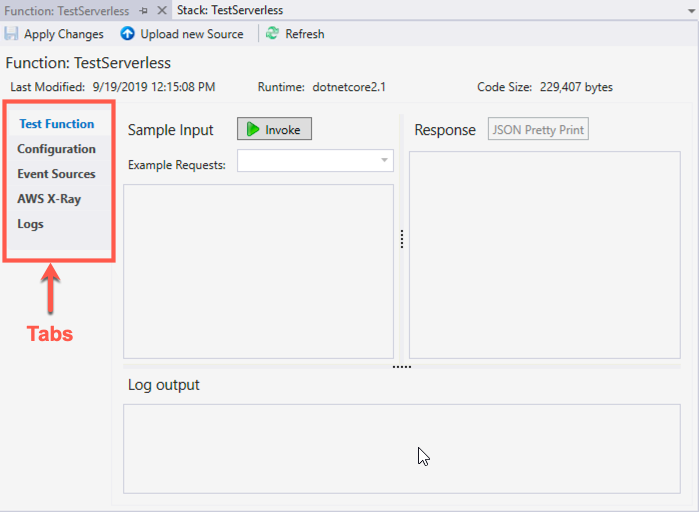 Function: TestServerless Stack: TestServerless
Apply Changes Upload new Source Refresh
Function: TestServerless
Last Modified: 9/19/2019 12:15:08 PM Runtime: dotnetcore2.1 Code Size: 229,407 bytes
Test Function
Configuration
Event Sources
AWS X-Ray
Logs
Tabs
Sample Input Invoke
Example Requests:
Response JSON Pretty Print
Log output